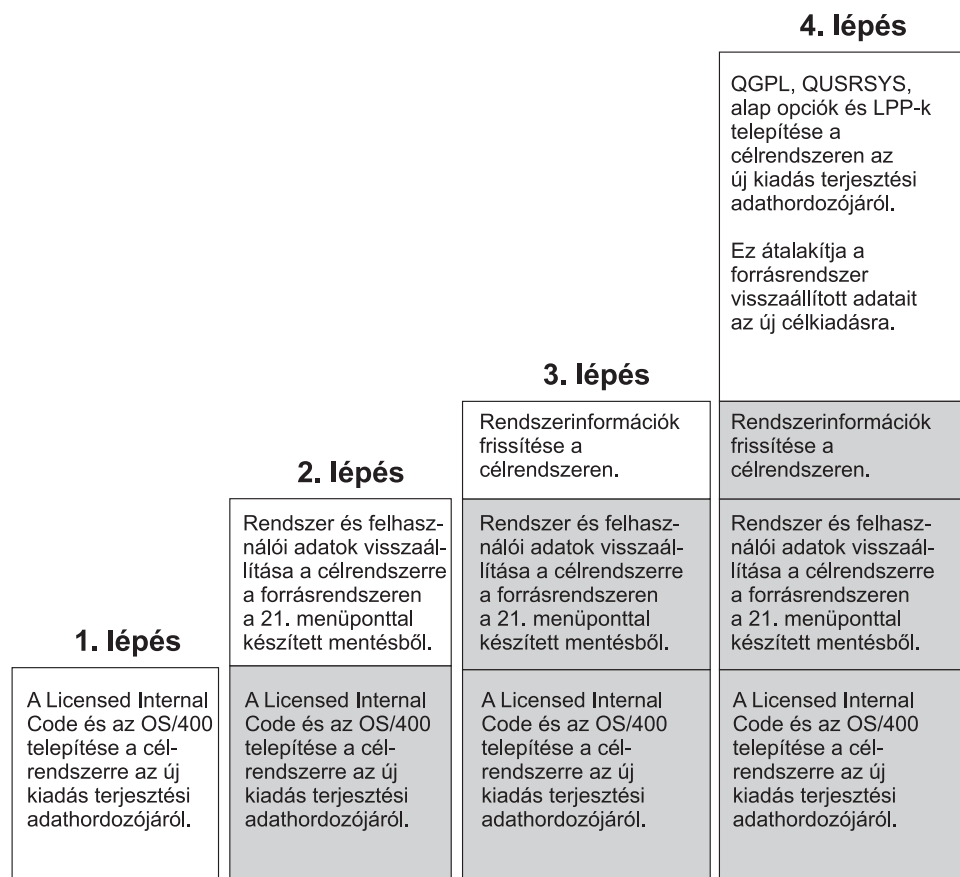 1. lépés
A Licensed Internal
Code és az OS/400
telepítése a cél-
rendszerre az új
kiadás terjesztési
adathordozójáról.
2. lépés
Rendszer és felhasz-
nálói adatok visszaál-
lítása a célrendszerre
a forrásrendszeren
a 21. menüponttal
készített mentésből.
A Licensed Internal
Code és az OS/400
telepítése a cél-
rendszerre az új
kiadás terjesztési
adathordozójáról.
3. lépés
Rendszerinformációk
frissítése a
célrendszeren.
Rendszer és felhasz-
nálói adatok visszaál-
lítása a célrendszerre
a forrásrendszeren
a 21. menüponttal
készített mentésből.
A Licensed Internal
Code és az OS/400
telepítése a cél-
rendszerre az új
kiadás terjesztési
adathordozójáról.
4. lépés
QGPL, QUSRSYS,
alap opciók és LPP-k
telepítése a
célrendszeren az
új kiadás terjesztési
adathordozójáról.
Ez átalakítja a
forrásrendszer
visszaállított adatait
az új célkiadásra.
Rendszerinformációk
frissítése a
célrendszeren.
Rendszer és felhasz-
nálói adatok visszaál-
lítása a célrendszerre
a forrásrendszeren
a 21. menüponttal
készített mentésből.
A Licensed Internal
Code és az OS/400
telepítése a cél-
rendszerre az új
kiadás terjesztési
adathordozójáról.